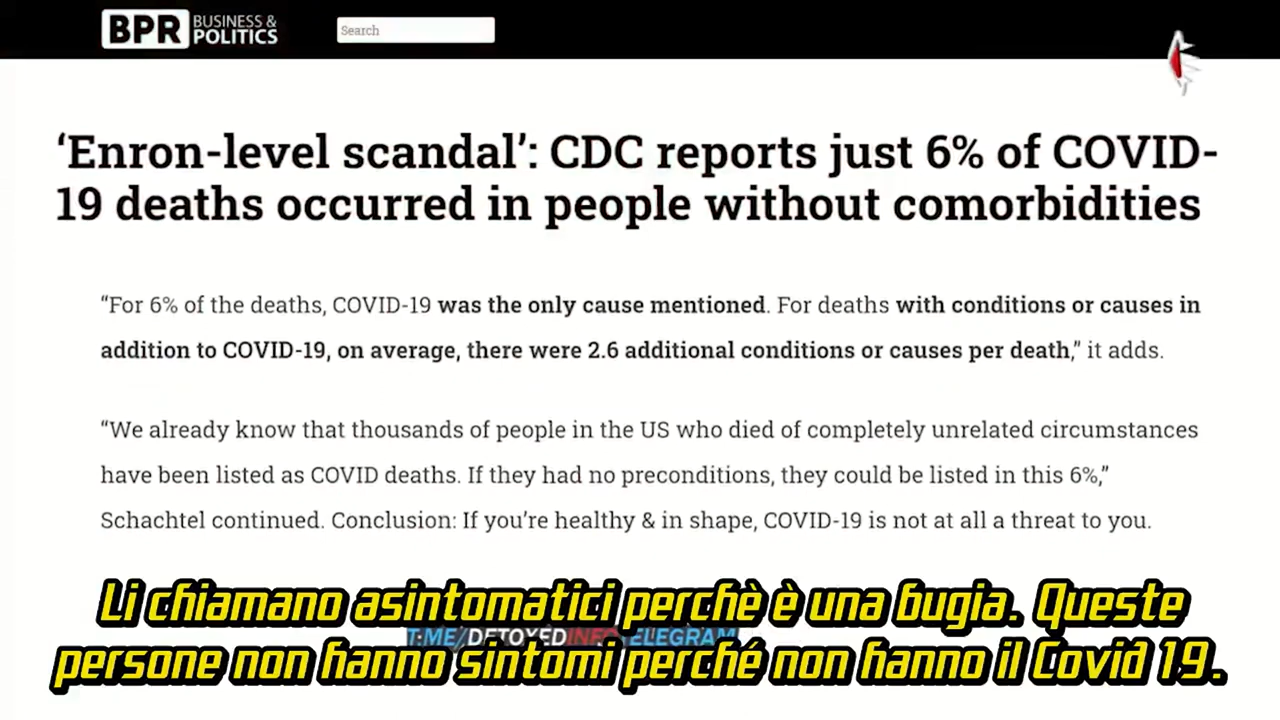 BPR BUSINESS &
POLITICS
Search
‘Enron-level scandal’: CDC reports just 6% of COVID-
19 deaths occurred in people without comorbidities
“For 6% of the deaths, COVID-19 was the only cause mentioned. For deaths with conditions or causes in
addition to COVID-19, on average, there were 2.6 additional conditions or causes per death,” it adds.
“We already know that thousands of people in the US who died of completely unrelated circumstances
have been listed as COVID deaths. If they had no preconditions, they could be listed in this 6%,”
Schachtel continued. Conclusion: If you’re healthy & in shape, COVID-19 is not at all a threat to you.
Li chiamano asintomatici perchè è una bugia. Queste
T.ME/DETOXEDINFOTELEGRAM
persone non hanno sintomi perché non hanno il Covid 19.